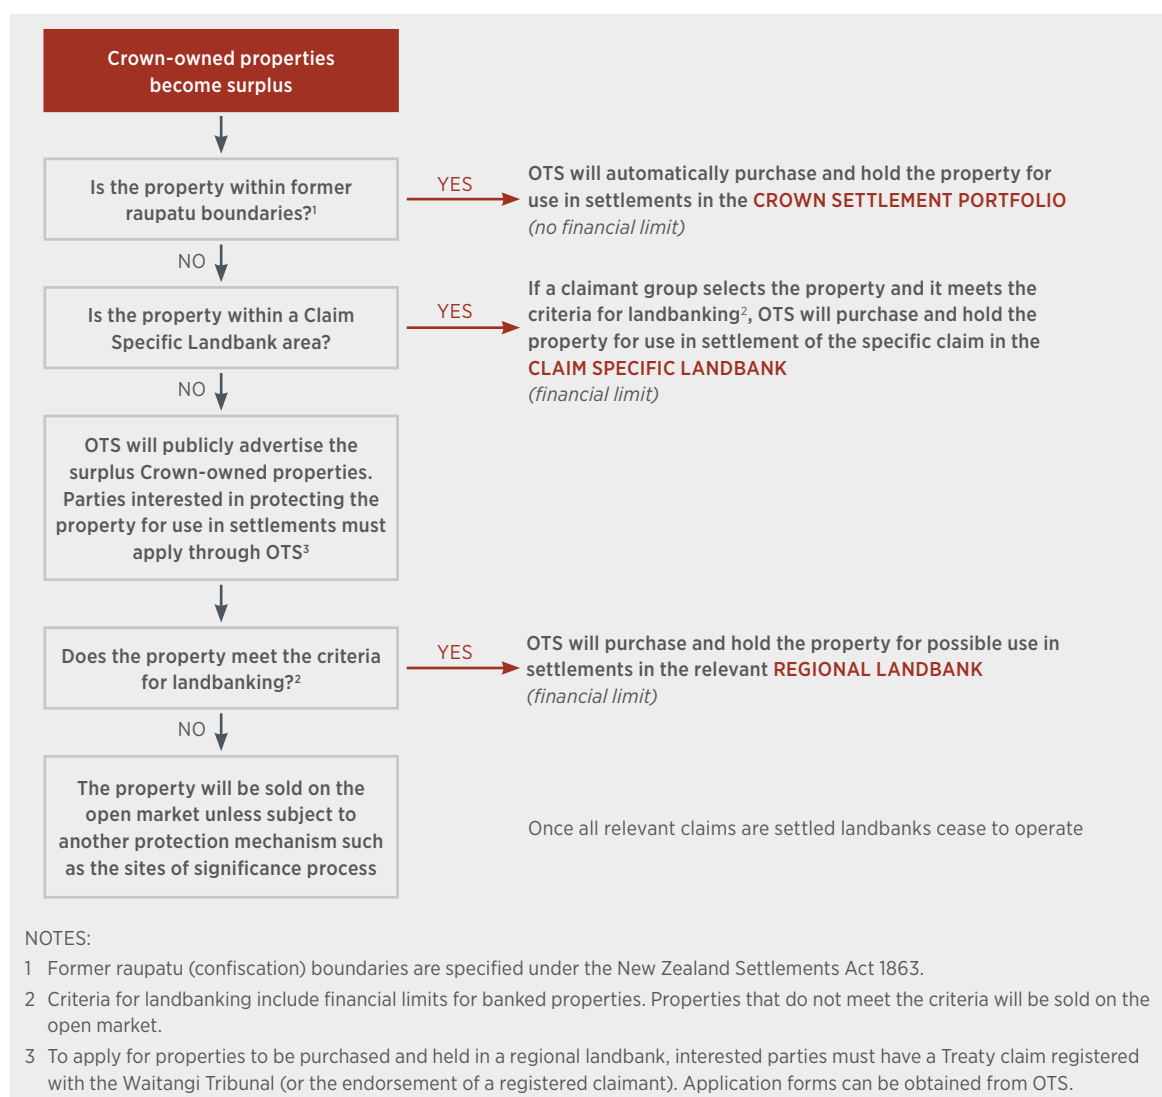 Crown-owned properties
become surplus
Is the property within former
raupatu boundaries?¹
YES
OTS will automatically purchase and hold the property for
use in settlements in the CROWN SETTLEMENT PORTFOLIO
(no financial limit)
NO
Is the property within a Claim
Specific Landbank area?
YES
If a claimant group selects the property and it meets the
criteria for landbanking², OTS will purchase and hold the
property for use in settlement of the specific claim in the
CLAIM SPECIFIC LANDBANK
(financial limit)
NO
OTS will publicly advertise the
surplus Crown-owned properties.
Parties interested in protecting the
property for use in settlements must
apply through OTS³
Does the property meet the criteria
for landbanking?²
YES
OTS will purchase and hold the property for possible use in
settlements in the relevant REGIONAL LANDBANK
(financial limit)
NO
The property will be sold on the
open market unless subject to
another protection mechanism such
as the sites of significance process
Once all relevant claims are settled landbanks cease to operate
NOTES:
1 Former raupatu (confiscation) boundaries are specified under the New Zealand Settlements Act 1863.
2 Criteria for landbanking include financial limits for banked properties. Properties that do not meet the criteria will be sold on the
open market.
3 To apply for properties to be purchased and held in a regional landbank, interested parties must have a Treaty claim registered
with the Waitangi Tribunal (or the endorsement of a registered claimant). Application forms can be obtained from OTS.